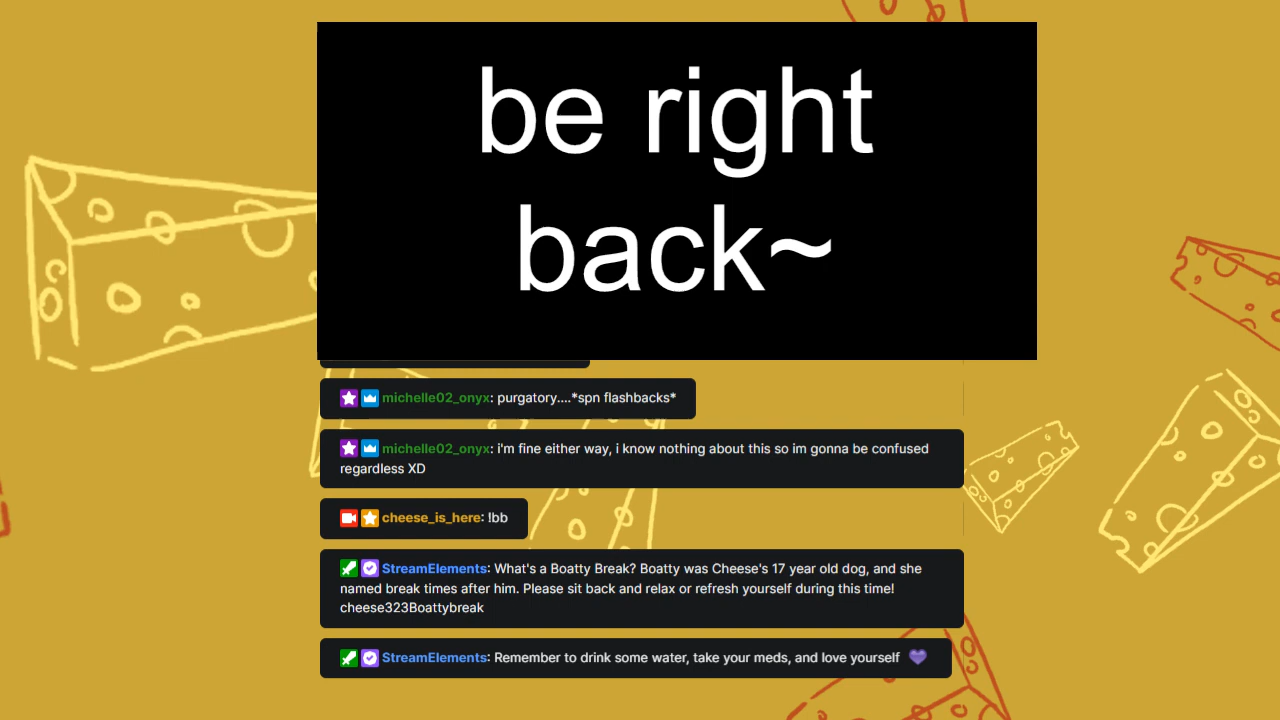 be right
back~
michelle02_onyx: purgatory....*spn flashbacks*
michelle02_onyx: i'm fine either way, i know nothing about this so im gonna be confused
regardless XD
cheese_is_here: !bb
StreamElements: What's a Boatty Break? Boatty was Cheese's 17 year old dog, and she
named break times after him. Please sit back and relax or refresh yourself during this time!
cheese323Boattybreak
StreamElements: Remember to drink some water, take your meds, and love yourself 💜